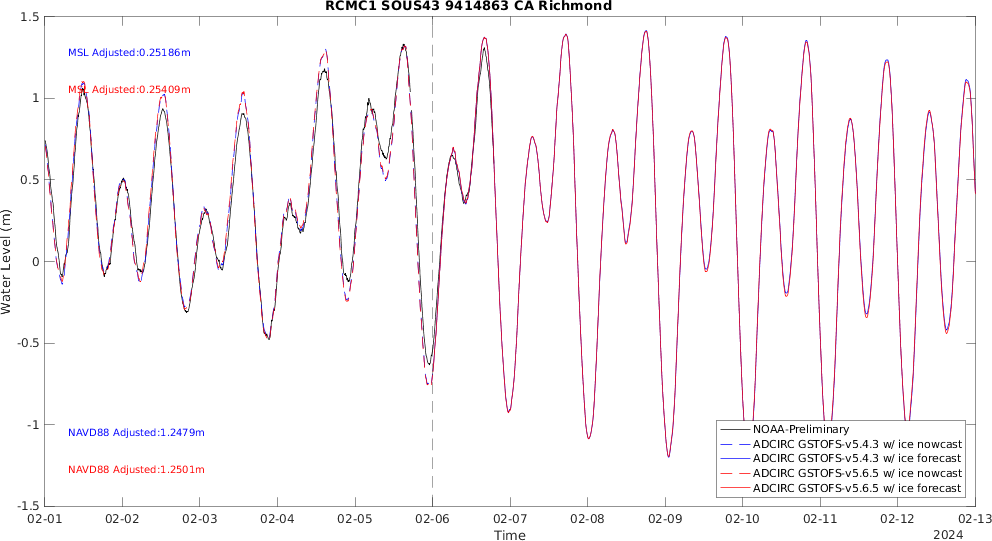 RCMC1 SOUS43 9414863 CA Richmond
1.5
MSL Adjusted:0.25186m
1
MSL Adjusted:0.25409m
0.5
Water Level (m)
0
-0.5
-1
NAVD88 Adjusted:1.2479m
NOAA-Preliminary
ADCIRC GSTOFS-v5.4.3 w/ ice nowcast
ADCIRC GSTOFS-v5.4.3 w/ ice forecast
NAVD88 Adjusted:1.2501m
ADCIRC GSTOFS-v5.6.5 w/ ice nowcast
ADCIRC GSTOFS-v5.6.5 w/ ice forecast
-1.5
02-01 02-02 02-03 02-04 02-05 02-06 02-07 02-08 02-09 02-10 02-11 02-12 02-13
Time
2024